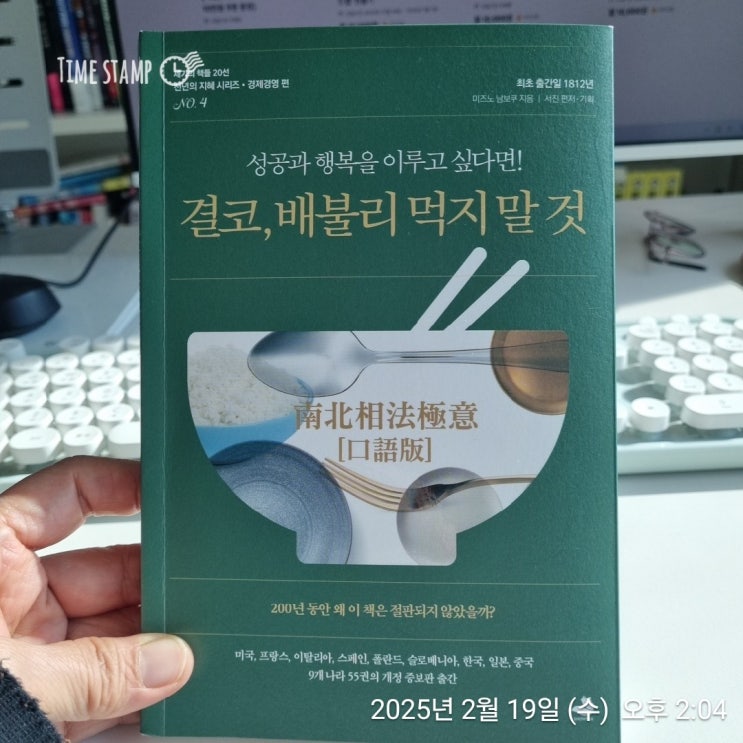 TIME STAMP
책들 20선
천년의 지혜 시리즈 · 경제경영 편
NO. 4
최초 출간일 1812년
미즈노 남보쿠 지음 | 서진 편저·기획
성공과 행복을 이루고 싶다면!
결코, 배불리 먹지 말 것
南北相法極意
[口語版]
200년 동안 왜 이 책은 절판되지 않았을까?
미국, 프랑스, 이탈리아, 스페인, 폴란드, 슬로베니아, 한국, 일본, 중국
9개 나라 55권의 개정 증보판 출간
2025년 2월 19일 (수) 오후 2:04